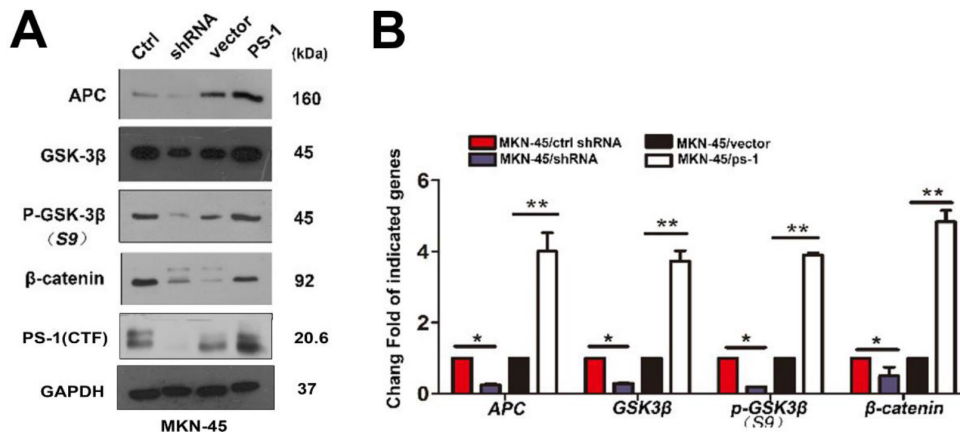 A
B
Ctrl shRNA vector PS-1 (kDa)
APC 160
GSK-3β 45
P-GSK-3β 45
（S9）
β-catenin 92
PS-1(CTF) 20.6
GAPDH 37
MKN-45
MKN-45/ctrl shRNA MKN-45/vector
MKN-45/shRNA MKN-45/ps-1
Chang Fold of indicated genes
6
4
2
0
* ** * ** * ** * **
APC GSK3β p-GSK3β β-catenin
（S9）